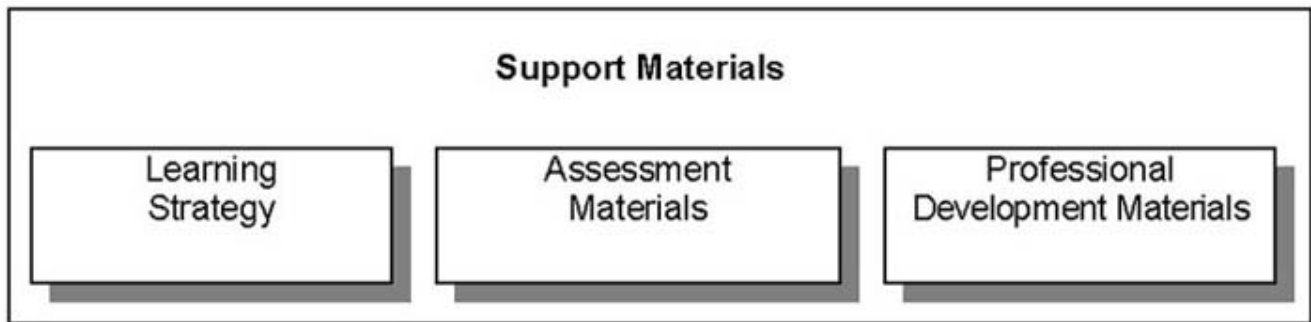 Support Materials
Learning
Strategy
Assessment
Materials
Professional
Development Materials